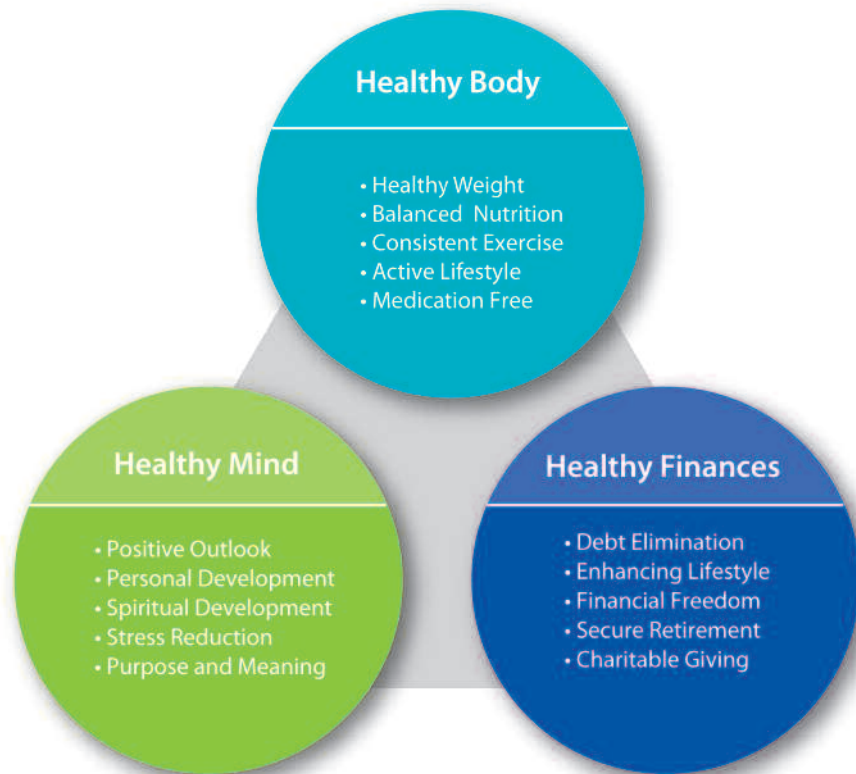 Healthy Body
• Healthy Weight
• Balanced Nutrition
• Consistent Exercise
• Active Lifestyle
• Medication Free
Healthy Mind
• Positive Outlook
• Personal Development
• Spiritual Development
• Stress Reduction
• Purpose and Meaning
Healthy Finances
• Debt Elimination
• Enhancing Lifestyle
• Financial Freedom
• Secure Retirement
• Charitable Giving